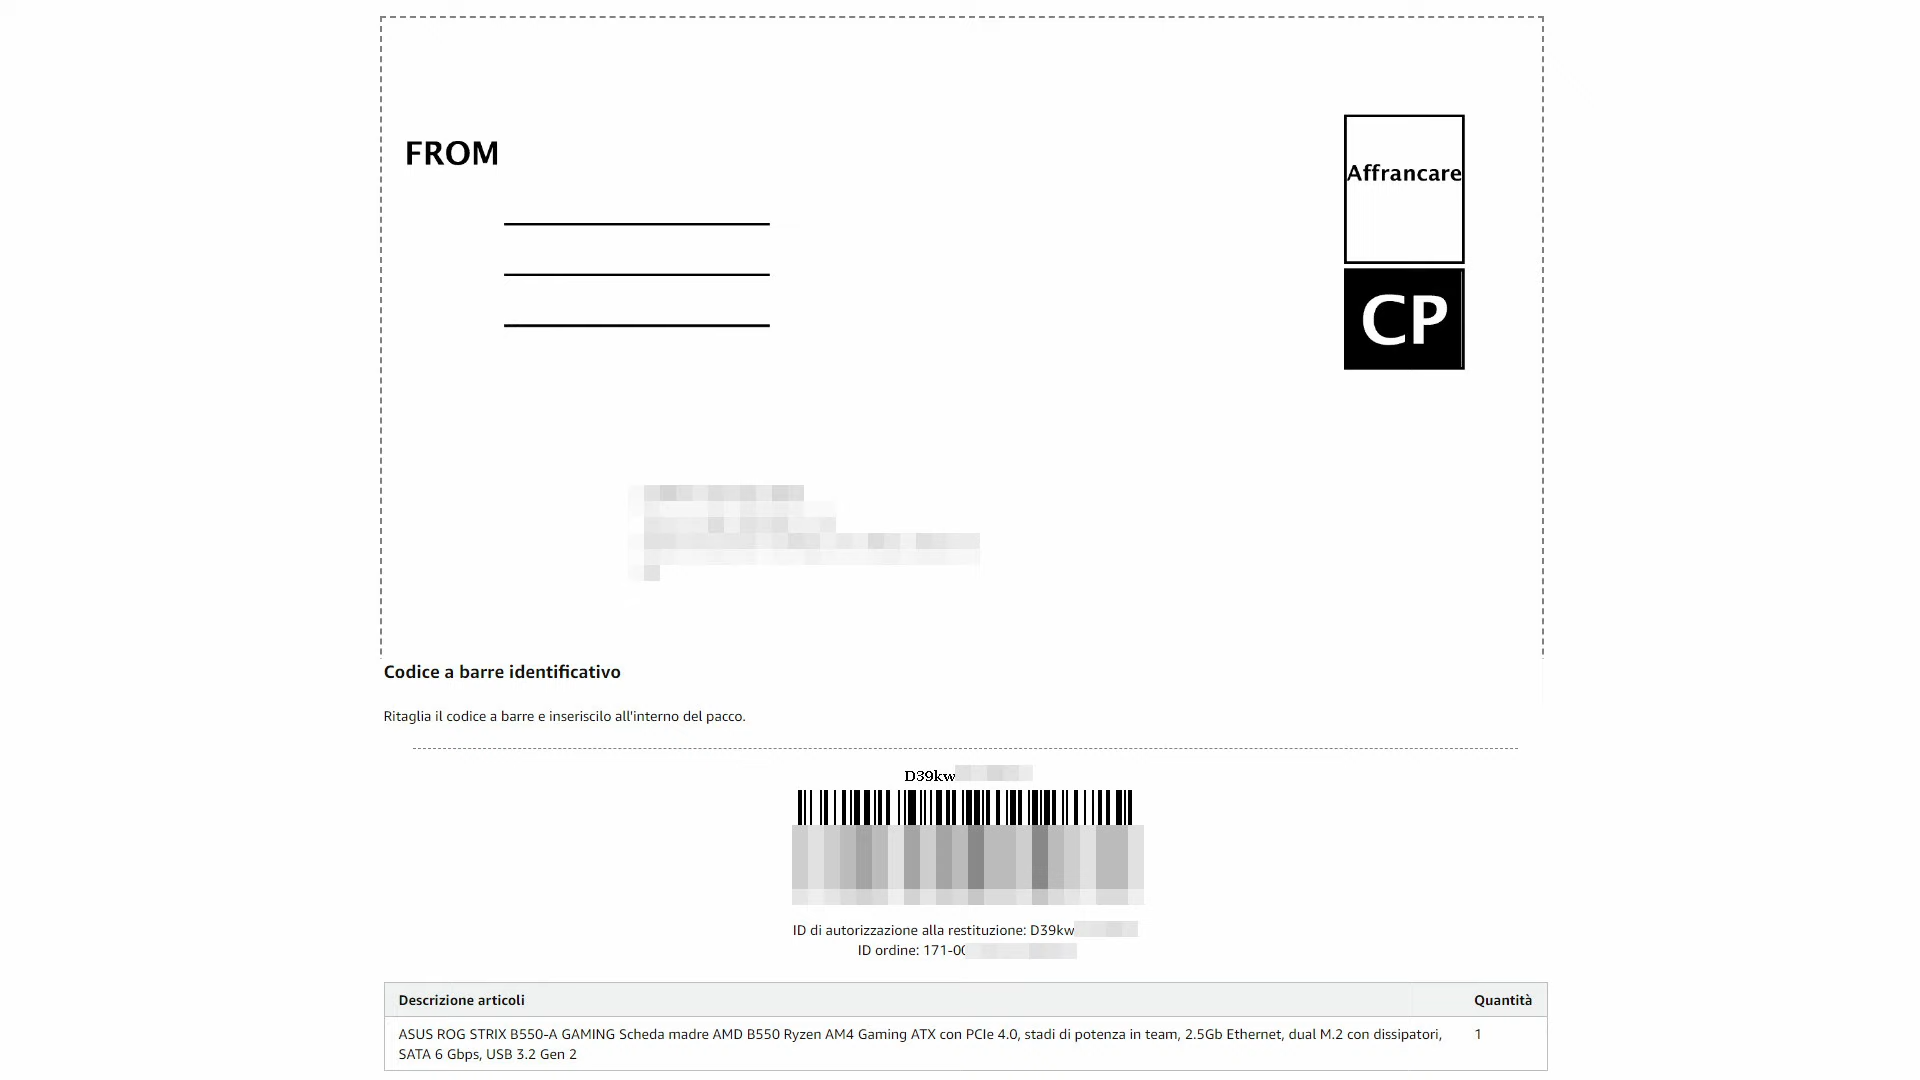 FROM
Affrancare
CP
Codice a barre identificativo
Ritaglia il codice a barre e inseriscilo all'interno del pacco.
D39kw
ID di autorizzazione alla restituzione: D39kw
ID ordine: 171-00
Descrizione articoli Quantità
ASUS ROG STRIX B550-A GAMING Scheda madre AMD B550 Ryzen AM4 Gaming ATX con PCIe 4.0, stadi di potenza in team, 2.5Gb Ethernet, dual M.2 con dissipatori, 1
SATA 6 Gbps, USB 3.2 Gen 2